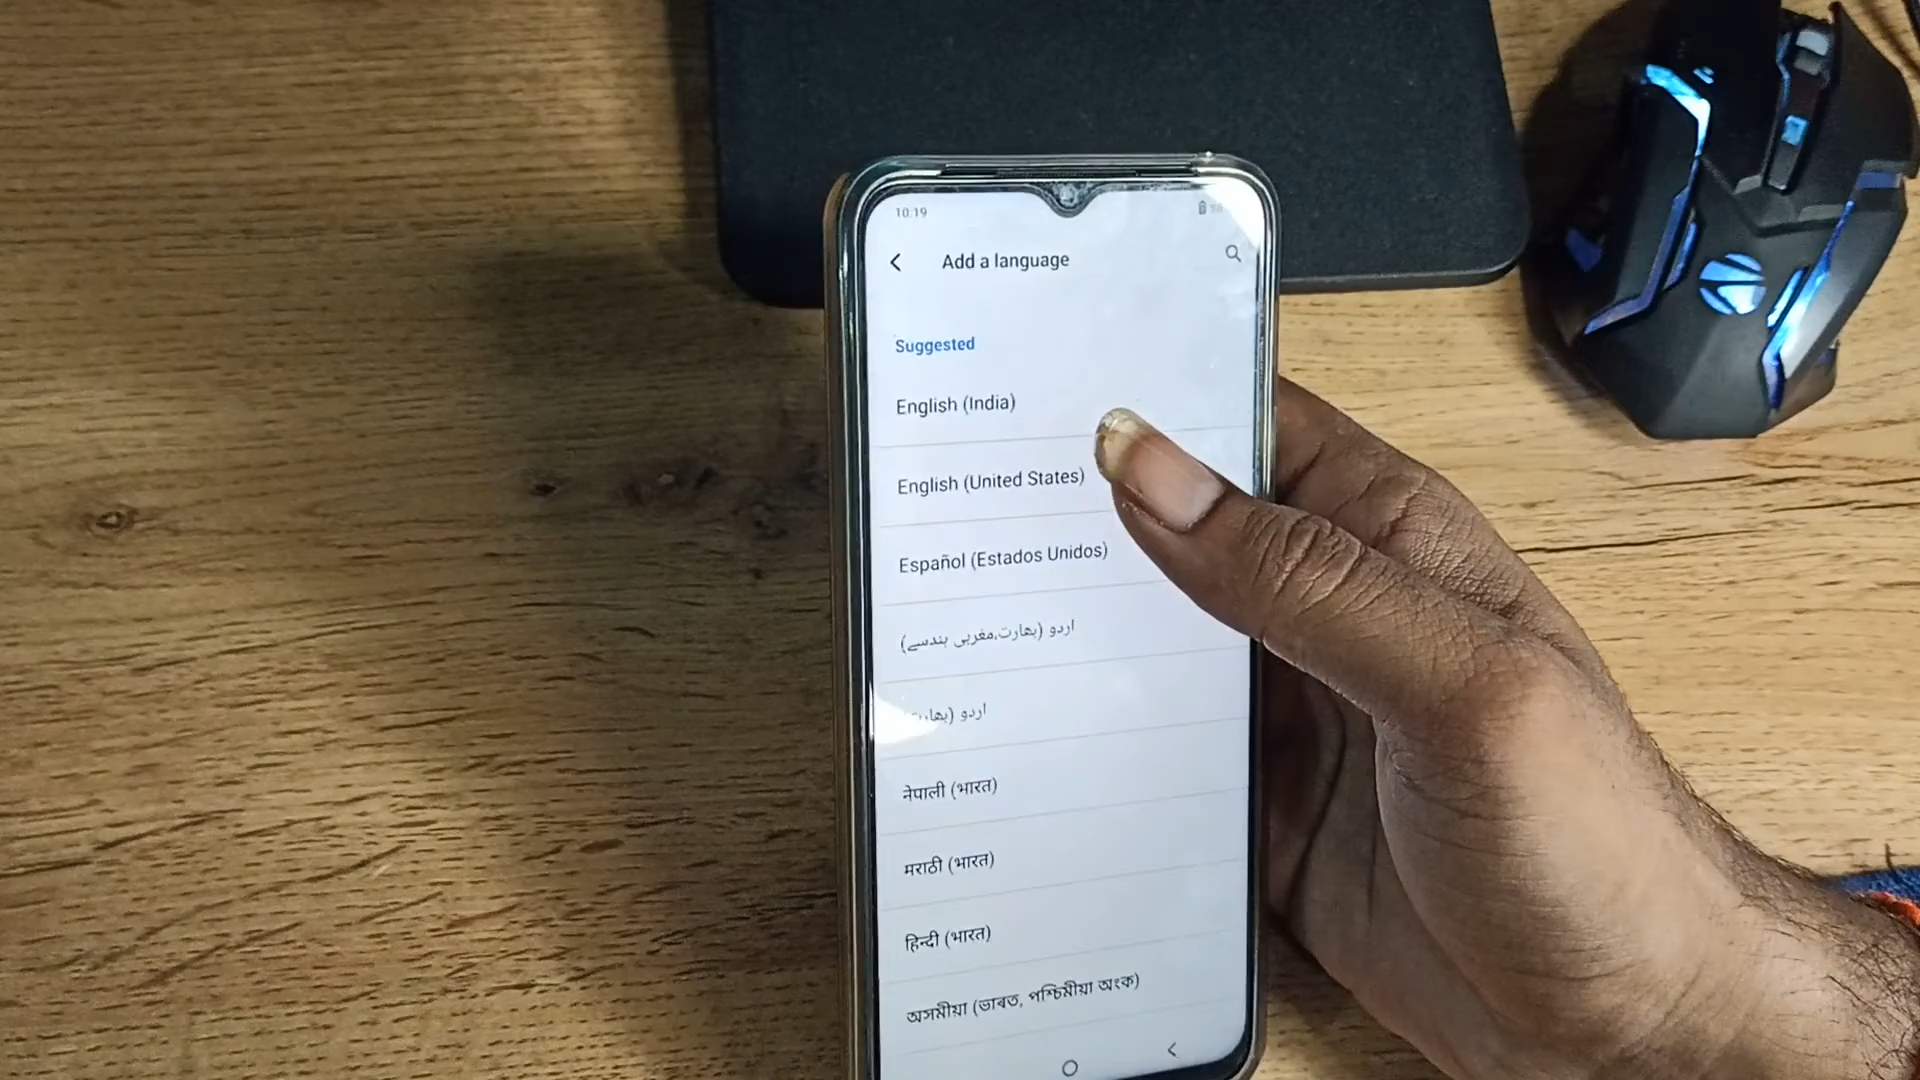 10:19
Add a language
Suggested
English (India)
English (United States)
Español (Estados Unidos)
اردو (بھارت،مغربی ہندسے)
اردو (بھارت)
नेपाली (भारत)
मराठी (भारत)
हिन्दी (भारत)
অসমীয়া (ভাৰত, পশ্চিমীয়া অংক)